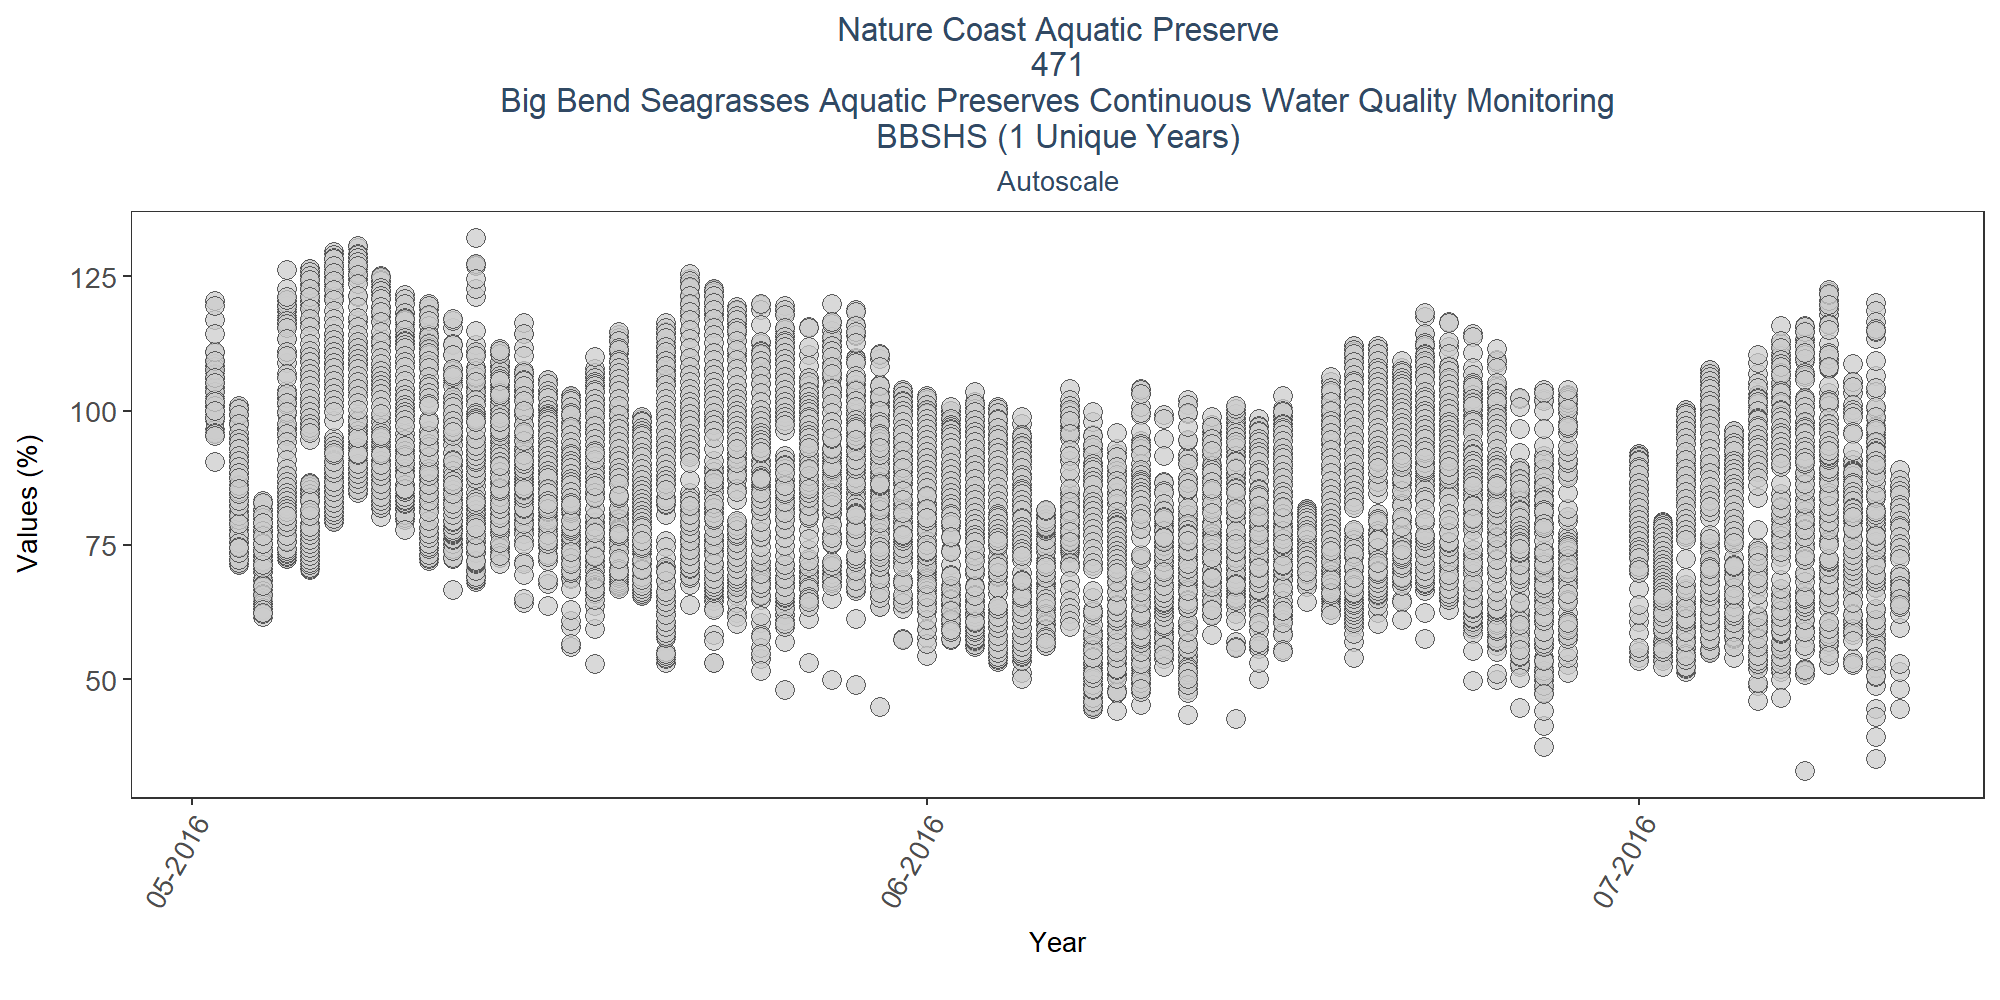 Nature Coast Aquatic Preserve
471
Big Bend Seagrasses Aquatic Preserves Continuous Water Quality Monitoring
BBSHS (1 Unique Years)
Autoscale
Values (%)
125
100
75
50
05-2016
06-2016
07-2016
Year